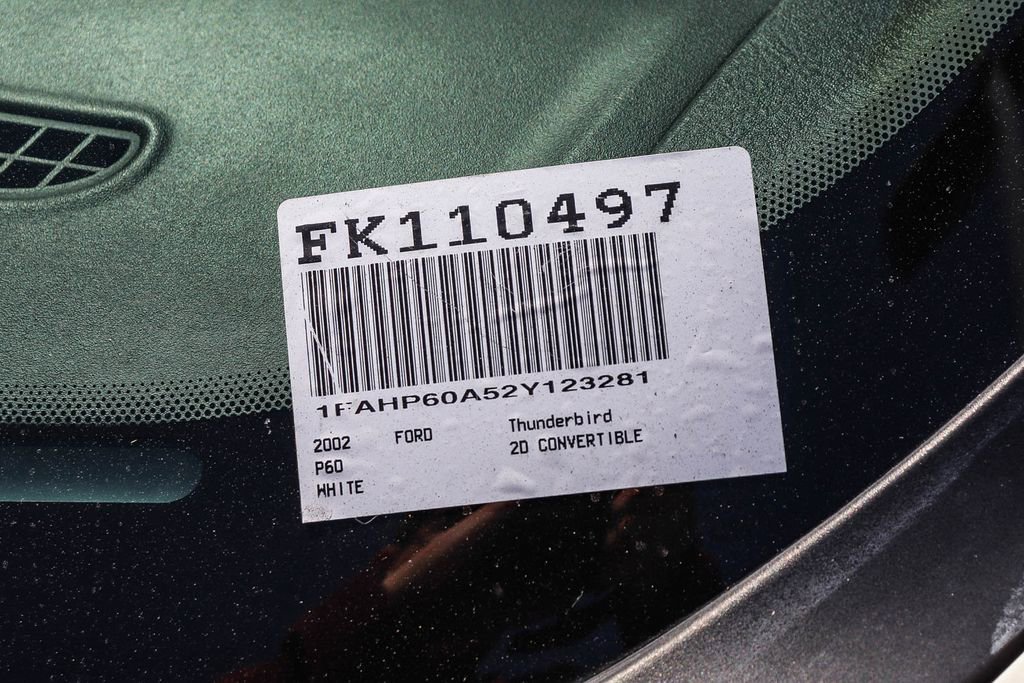 FK110497
1FAHP60A52Y123281
2002 FORD Thunderbird
P60 2D CONVERTIBLE
WHITE